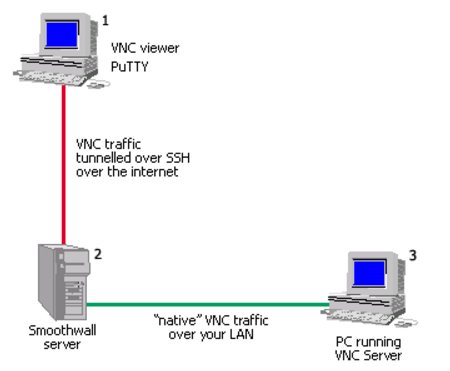 1
VNC viewer
PuTTY
VNC traffic
tunnelled over SSH
over the internet
2
3
Smoothwall
server
"native" VNC traffic
over your LAN
PC running
VNC Server